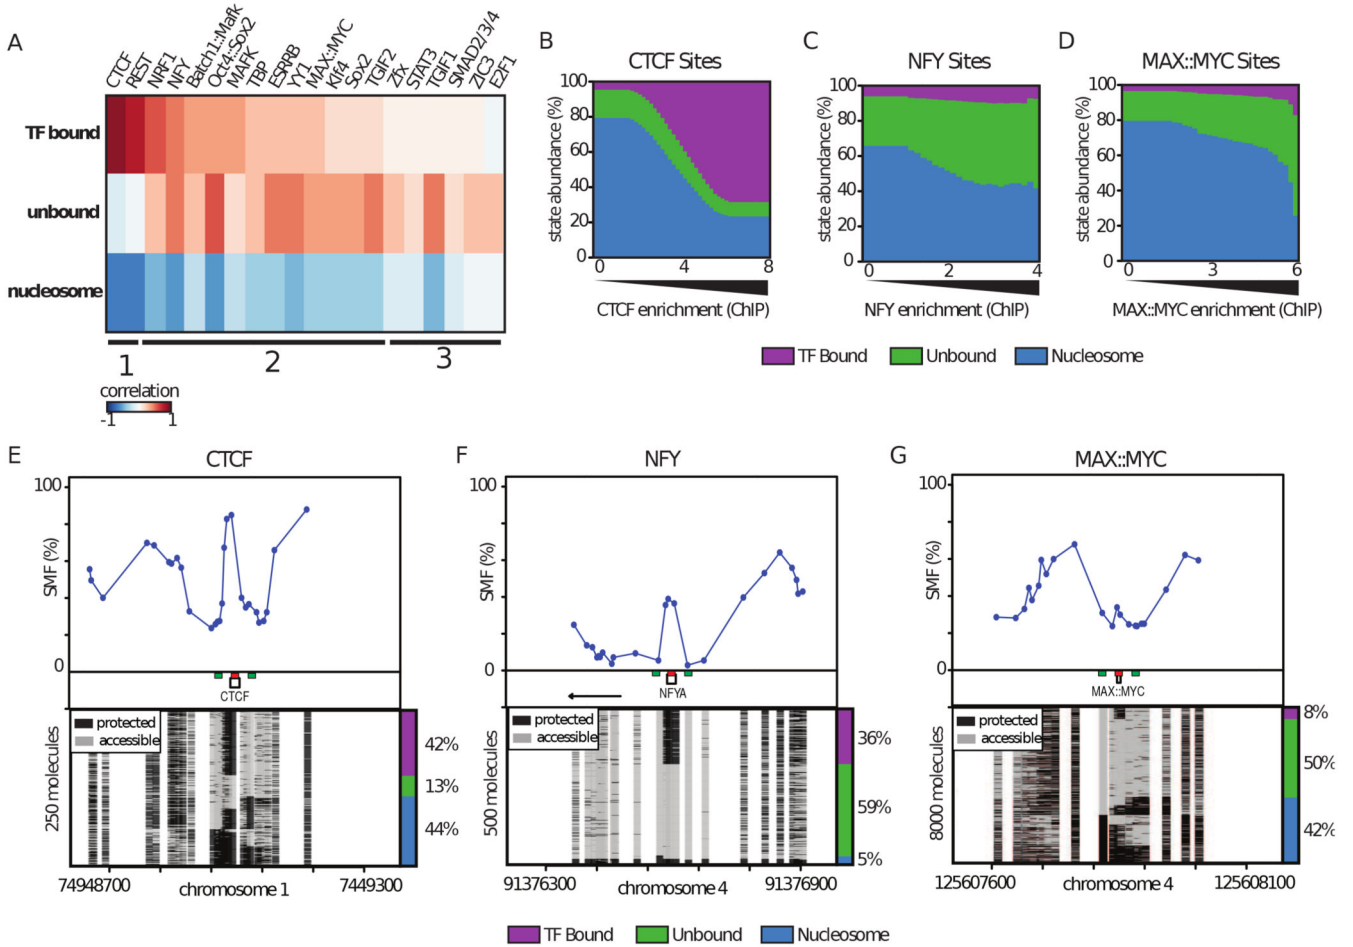 A
CTCF
REST
NRF1
NFY
Batch1::Mafk
Oct4::Sox2
MAFK
TBP
ESRRB
YY1
MAX::MYC
Klf4
Sox2
TGIF2
Zfx
STAT3
TGIF1
SMAD2/3/4
ZIC3
E2F1
TF bound
unbound
nucleosome
1
2
3
correlation
-1
1
B
CTCF Sites
state abundance (%)
100
80
60
40
20
0
0
4
8
CTCF enrichment (ChIP)
C
NFY Sites
state abundance (%)
100
80
60
40
20
0
0
2
4
NFY enrichment (ChIP)
D
MAX::MYC Sites
state abundance (%)
100
80
60
40
20
0
0
3
6
MAX::MYC enrichment (ChIP)
TF Bound
Unbound
Nucleosome
E
CTCF
SMF (%)
100
0
CTCF
protected
accessible
250 molecules
42%
13%
44%
74948700
chromosome 1
7449300
F
NFY
SMF (%)
100
0
NFYA
protected
accessible
500 molecules
36%
59%
5%
91376300
chromosome 4
91376900
G
MAX::MYC
SMF (%)
100
0
MAX::MYC
protected
accessible
8000 molecules
8%
50%
42%
125607600
chromosome 4
125608100
TF Bound
Unbound
Nucleosome